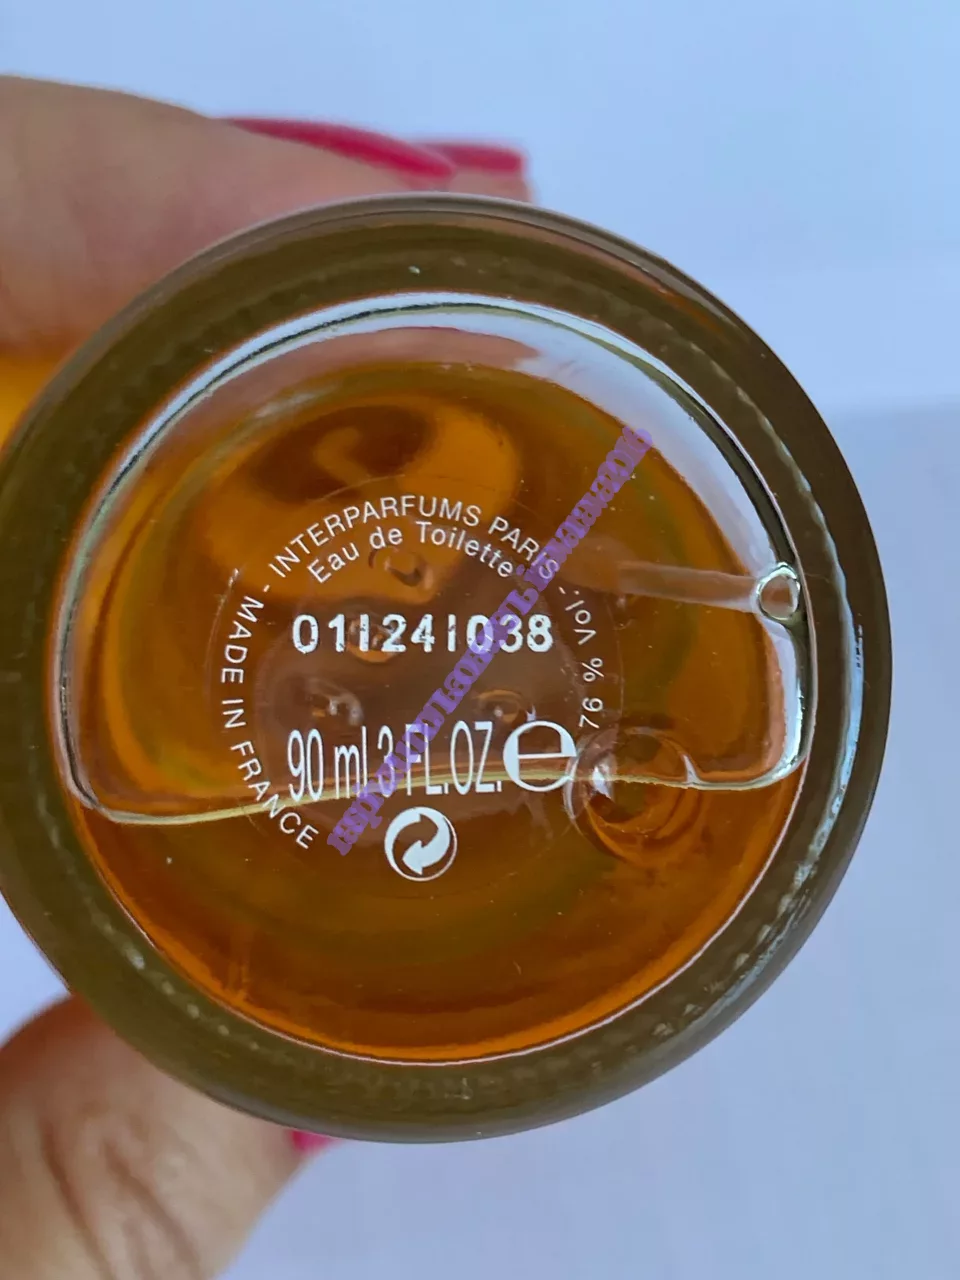 - INTERPARFUMS PARIS -
Eau de Toilette
MADE IN FRANCE
76 % Vol.
011241038
90 ml 3 FL.OZ. e